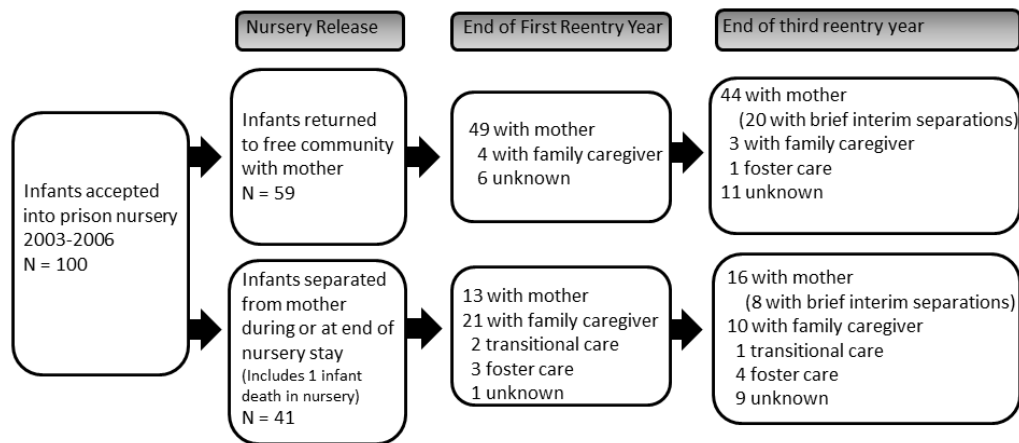 Nursery Release
End of First Reentry Year
End of third reentry year
Infants accepted
into prison nursery
2003-2006
N = 100
Infants returned
to free community
with mother
N = 59
49 with mother
4 with family caregiver
6 unknown
44 with mother
(20 with brief interim separations)
3 with family caregiver
1 foster care
11 unknown
Infants separated
from mother
during or at end of
nursery stay
(Includes 1 infant
death in nursery)
N = 41
13 with mother
21 with family caregiver
2 transitional care
3 foster care
1 unknown
16 with mother
(8 with brief interim separations)
10 with family caregiver
1 transitional care
4 foster care
9 unknown